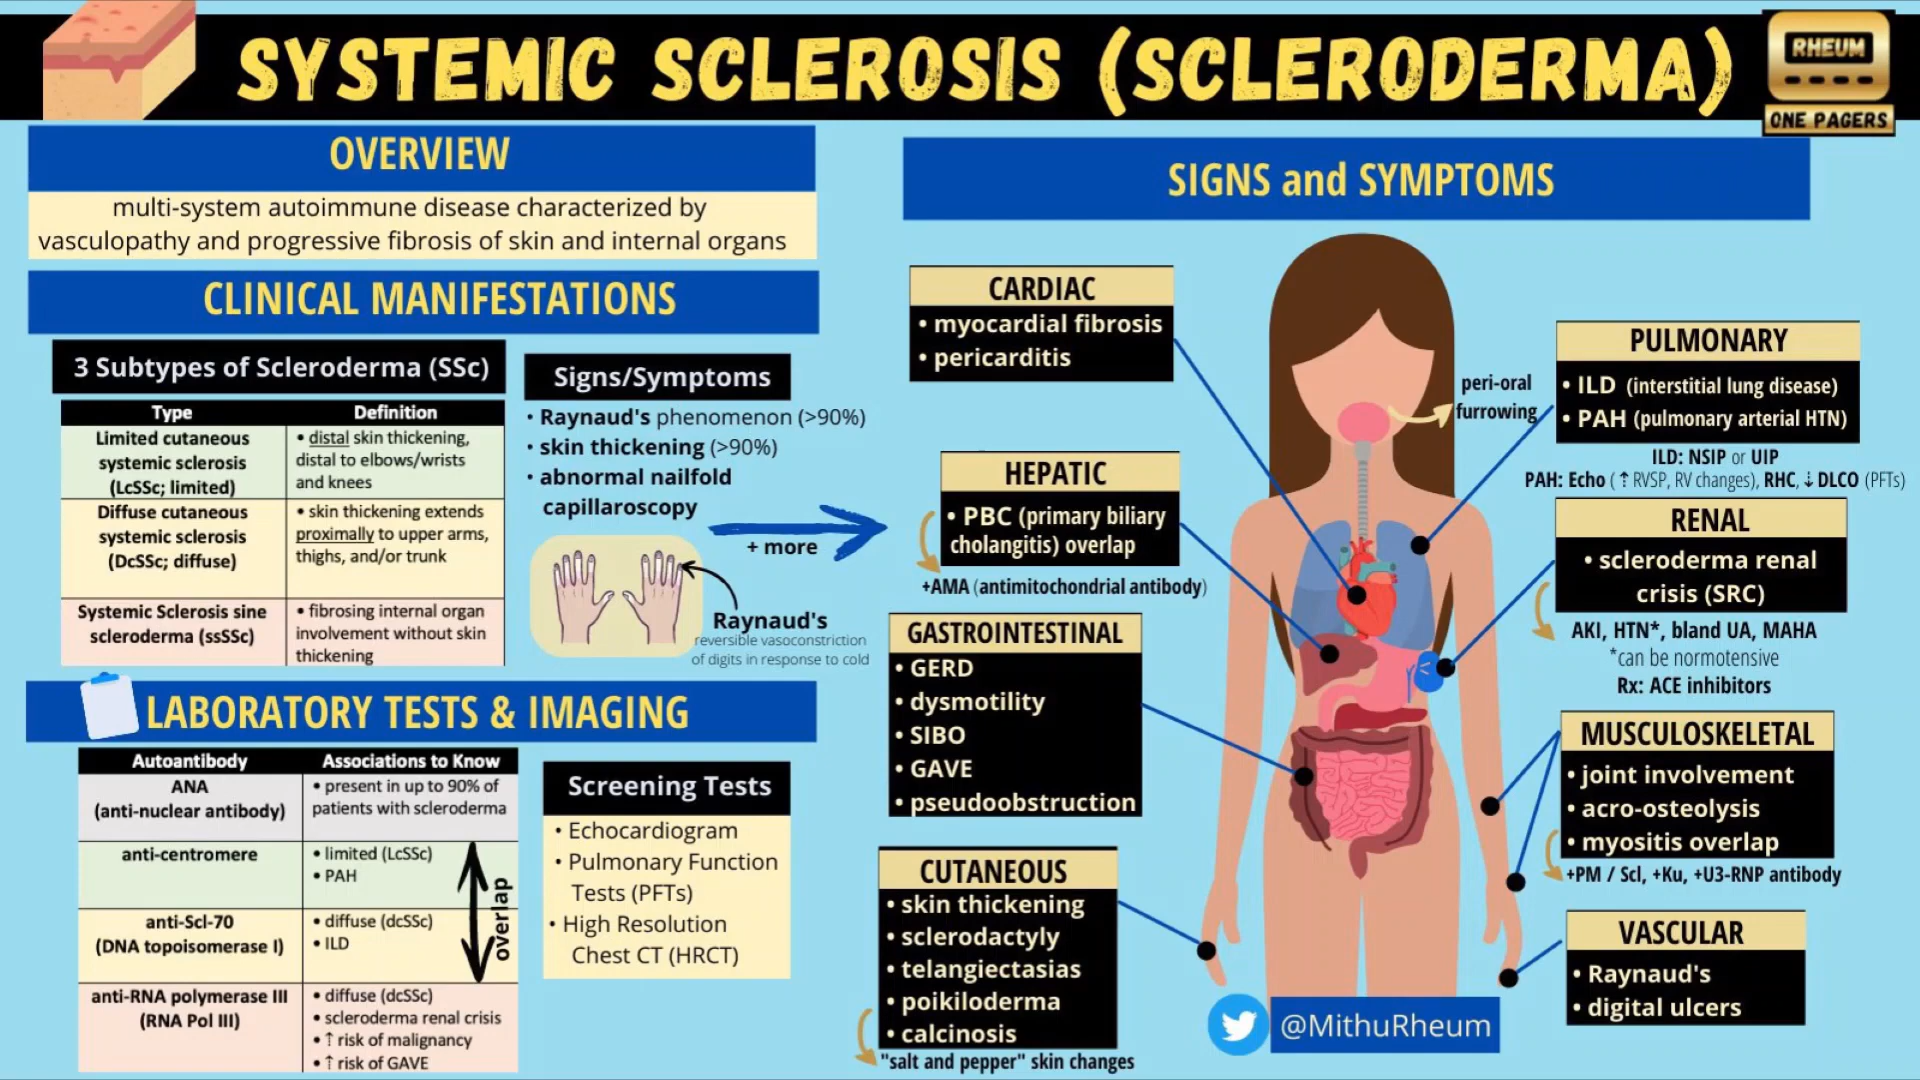 SYSTEMIC SCLEROSIS (SCLERODERMA)
RHEUM
ONE PAGERS
OVERVIEW
multi-system autoimmune disease characterized by
vasculopathy and progressive fibrosis of skin and internal organs
CLINICAL MANIFESTATIONS
3 Subtypes of Scleroderma (SSc)
Type Definition
Limited cutaneous
systemic sclerosis
(LcSSc; limited)
• distal skin thickening,
distal to elbows/wrists
and knees
Diffuse cutaneous
systemic sclerosis
(DcSSc; diffuse)
• skin thickening extends
proximally to upper arms,
thighs, and/or trunk
Systemic Sclerosis sine
scleroderma (ssSSc)
• fibrosing internal organ
involvement without skin
thickening
Signs/Symptoms
• Raynaud's phenomenon (>90%)
• skin thickening (>90%)
• abnormal nailfold
capillaroscopy
+ more
Raynaud's
reversible vasoconstriction
of digits in response to cold
LABORATORY TESTS & IMAGING
Autoantibody Associations to Know
ANA
(anti-nuclear antibody)
• present in up to 90% of
patients with scleroderma
anti-centromere
• limited (LcSSc)
• PAH
anti-Scl-70
(DNA topoisomerase I)
• diffuse (dcSSc)
• ILD
overlap
anti-RNA polymerase III
(RNA Pol III)
• diffuse (dcSSc)
• scleroderma renal crisis
• ↑ risk of malignancy
• ↑ risk of GAVE
Screening Tests
• Echocardiogram
• Pulmonary Function
Tests (PFTs)
• High Resolution
Chest CT (HRCT)
SIGNS and SYMPTOMS
CARDIAC
• myocardial fibrosis
• pericarditis
HEPATIC
• PBC (primary biliary
cholangitis) overlap
+AMA (antimitochondrial antibody)
GASTROINTESTINAL
• GERD
• dysmotility
• SIBO
• GAVE
• pseudoobstruction
CUTANEOUS
• skin thickening
• sclerodactyly
• telangiectasias
• poikiloderma
• calcinosis
"salt and pepper" skin changes
peri-oral
furrowing
PULMONARY
• ILD (interstitial lung disease)
• PAH (pulmonary arterial HTN)
ILD: NSIP or UIP
PAH: Echo (↑ RVSP, RV changes), RHC, ↓ DLCO (PFTs)
RENAL
• scleroderma renal
crisis (SRC)
AKI, HTN*, bland UA, MAHA
*can be normotensive
Rx: ACE inhibitors
MUSCULOSKELETAL
• joint involvement
• acro-osteolysis
• myositis overlap
+PM / Scl, +Ku, +U3-RNP antibody
VASCULAR
• Raynaud's
• digital ulcers
@MithuRheum